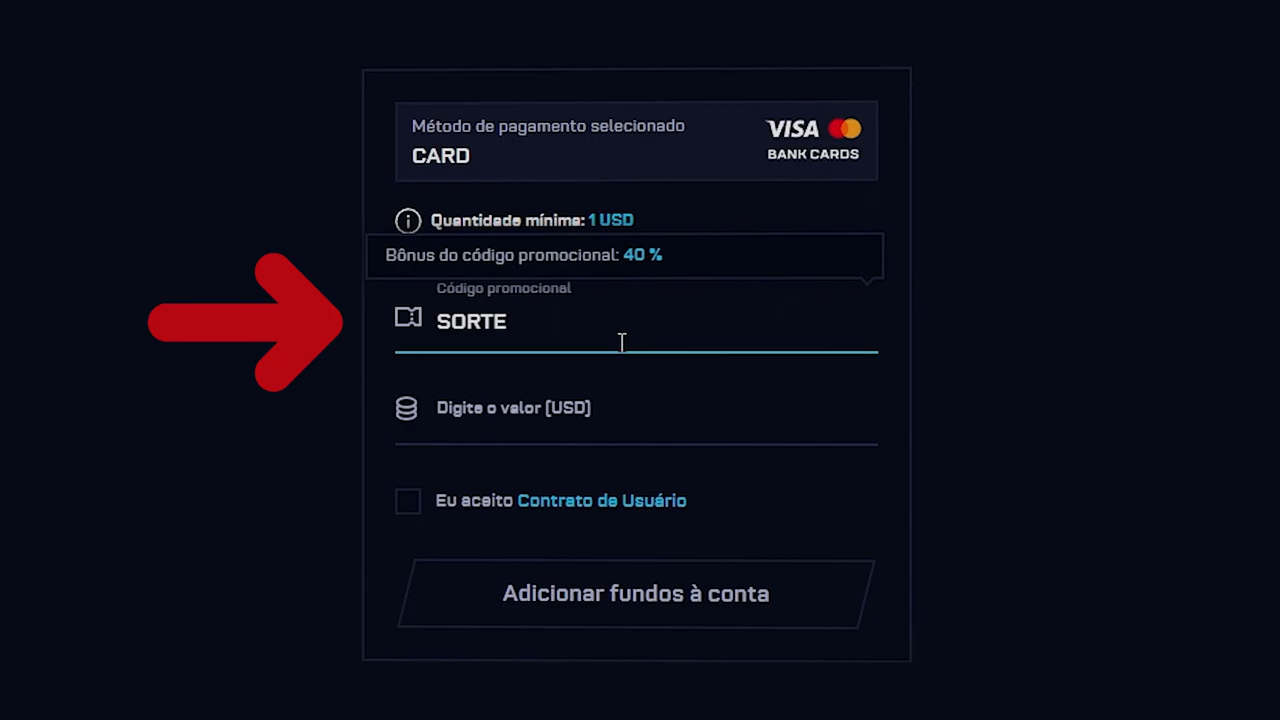 Método de pagamento selecionado
CARD
VISA
BANK CARDS
Quantidade mínima: 1 USD
Bônus do código promocional: 40 %
Código promocional
SORTE
Digite o valor (USD)
Eu aceito Contrato de Usuário
Adicionar fundos à conta